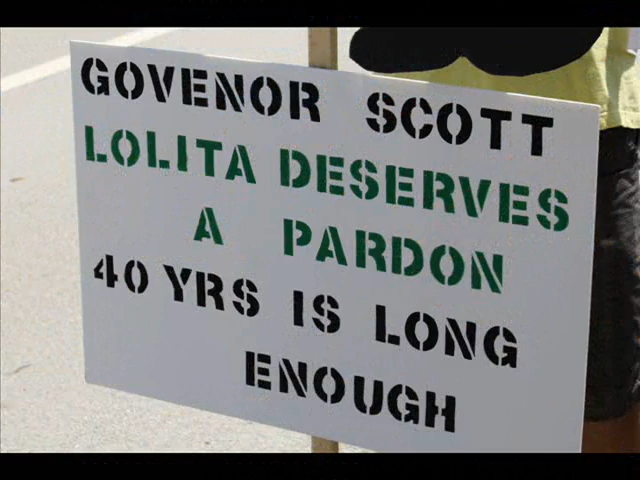 GOVENOR SCOTT
LOLITA DESERVES
A PARDON
40 YRS IS LONG
ENOUGH